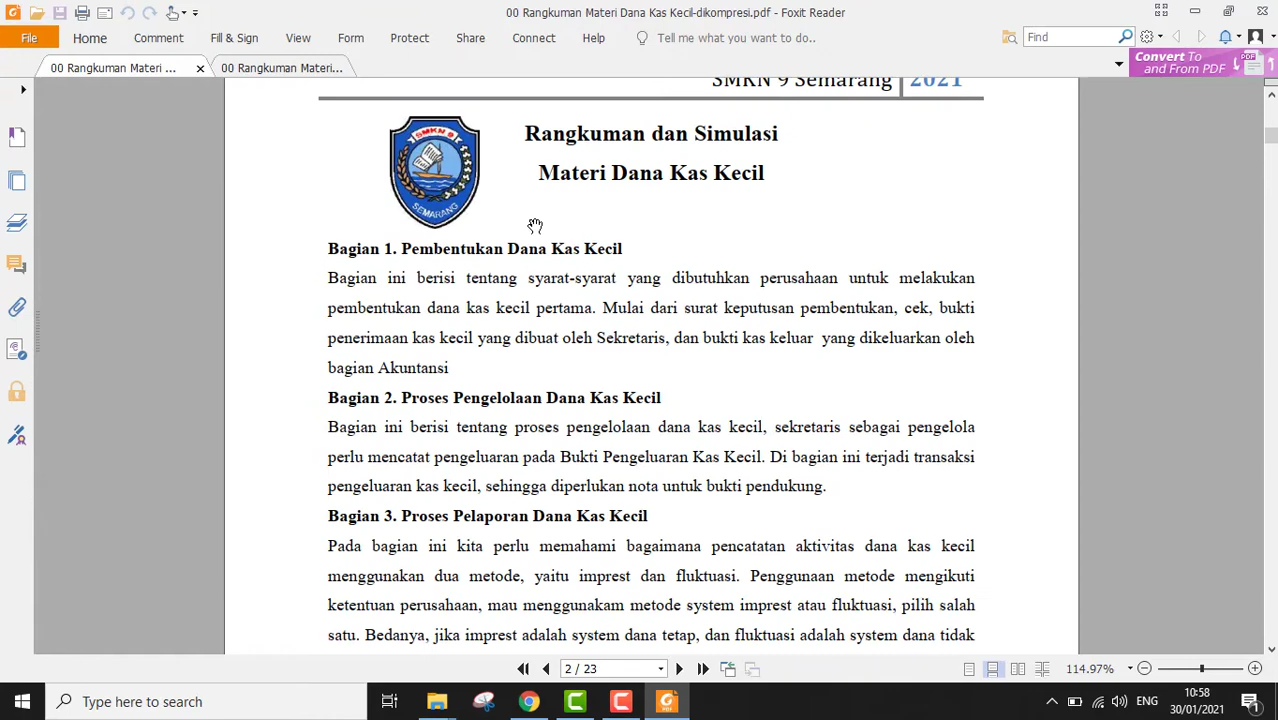 00 Rangkuman Materi Dana Kas Kecil-dikompresi.pdf - Foxit Reader
File Home Comment Fill & Sign View Form Protect Share Connect Help Tell me what you want to do.. Find
00 Rangkuman Materi ... 00 Rangkuman Materi...
Convert To
and From PDF
PDF
SMKN 9 Semarang 2021
SMKN 9
SEMARANG
Rangkuman dan Simulasi
Materi Dana Kas Kecil
Bagian 1. Pembentukan Dana Kas Kecil
Bagian ini berisi tentang syarat-syarat yang dibutuhkan perusahaan untuk melakukan
pembentukan dana kas kecil pertama. Mulai dari surat keputusan pembentukan, cek, bukti
penerimaan kas kecil yang dibuat oleh Sekretaris, dan bukti kas keluar yang dikeluarkan oleh
bagian Akuntansi
Bagian 2. Proses Pengelolaan Dana Kas Kecil
Bagian ini berisi tentang proses pengelolaan dana kas kecil, sekretaris sebagai pengelola
perlu mencatat pengeluaran pada Bukti Pengeluaran Kas Kecil. Di bagian ini terjadi transaksi
pengeluaran kas kecil, sehingga diperlukan nota untuk bukti pendukung.
Bagian 3. Proses Pelaporan Dana Kas Kecil
Pada bagian ini kita perlu memahami bagaimana pencatatan aktivitas dana kas kecil
menggunakan dua metode, yaitu imprest dan fluktuasi. Penggunaan metode mengikuti
ketentuan perusahaan, mau menggunakam metode system imprest atau fluktuasi, pilih salah
satu. Bedanya, jika imprest adalah system dana tetap, dan fluktuasi adalah system dana tidak
2 / 23
114.97%
Type here to search
ENG
10:58
30/01/2021
1